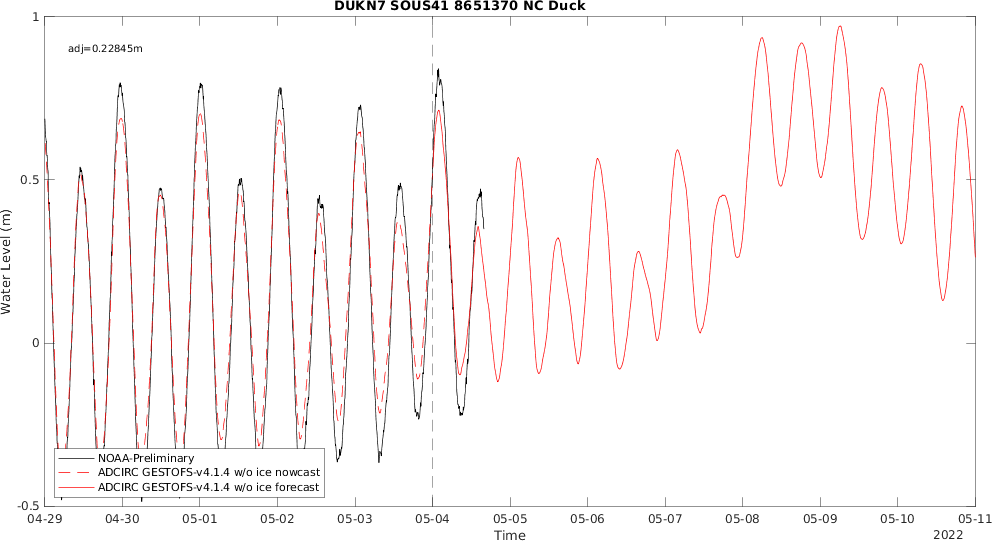 DUKN7 SOUS41 8651370 NC Duck
adj=0.22845m
1
0.5
0
-0.5
Water Level (m)
NOAA-Preliminary
ADCIRC GESTOFS-v4.1.4 w/o ice nowcast
ADCIRC GESTOFS-v4.1.4 w/o ice forecast
04-29 04-30 05-01 05-02 05-03 05-04 05-05 05-06 05-07 05-08 05-09 05-10 05-11
Time
2022